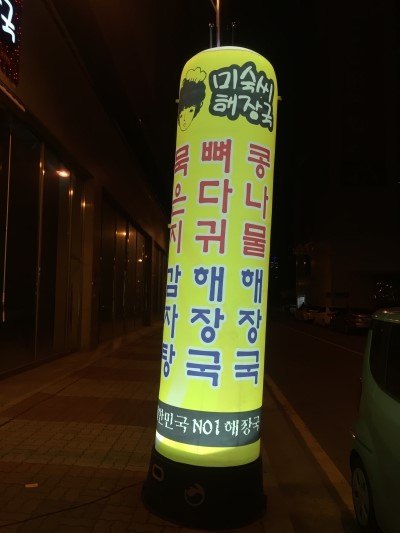 미숙씨
해장국
콩나물 해장국
뼈다귀 해장국
묵은지 감자탕
한민국 NO1 해장국